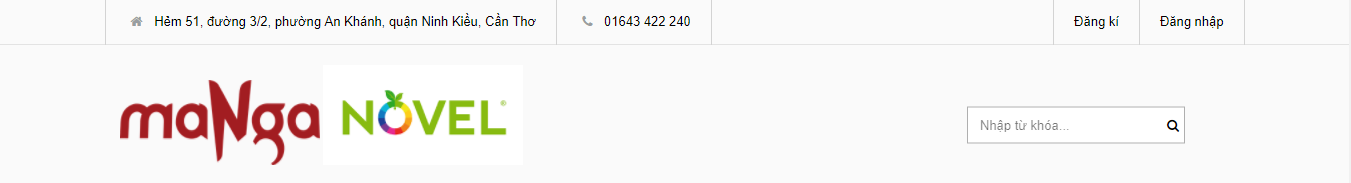 Hẻm 51, đường 3/2, phường An Khánh, quận Ninh Kiều, Cần Thơ
01643 422 240
Đăng kí
Đăng nhập
maNga
NOVEL®
Nhập từ khóa...